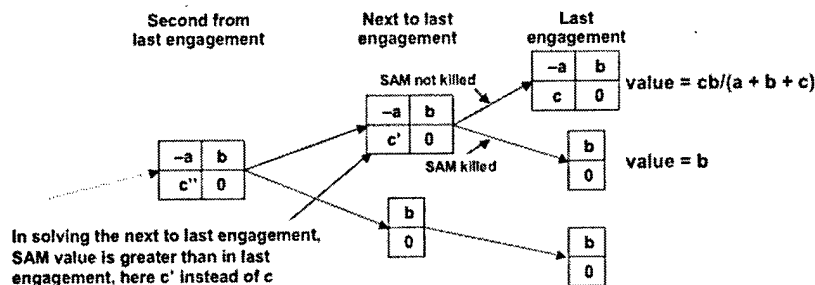 Second from
last engagement
Next to last
engagement
Last
engagement
SAM not killed
–a b
c 0
value = cb/(a + b + c)
–a b
c' 0
SAM killed
b
0
value = b
–a b
c'' 0
b
0
b
0
In solving the next to last engagement,
SAM value is greater than in last
engagement, here c' instead of c